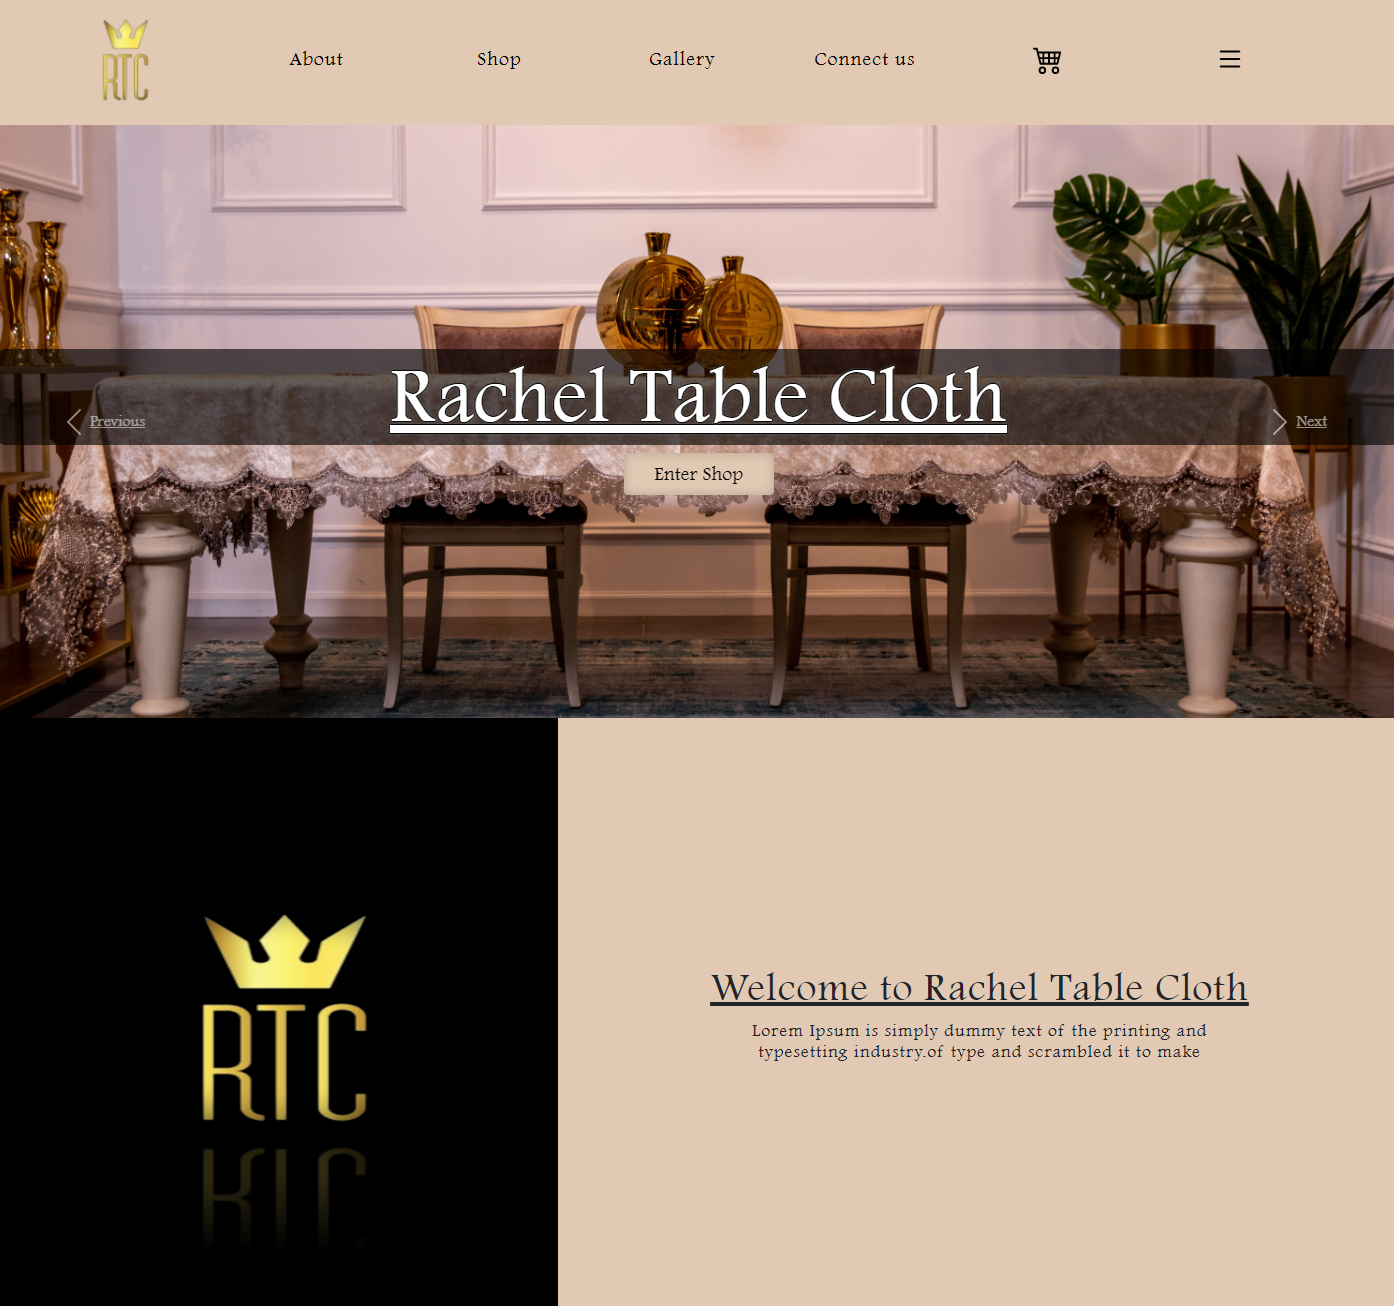 RTC
About
Shop
Gallery
Connect us
Rachel Table Cloth
Previous
Next
Enter Shop
RTC
Welcome to Rachel Table Cloth
Lorem Ipsum is simply dummy text of the printing and
typesetting industry.of type and scrambled it to make